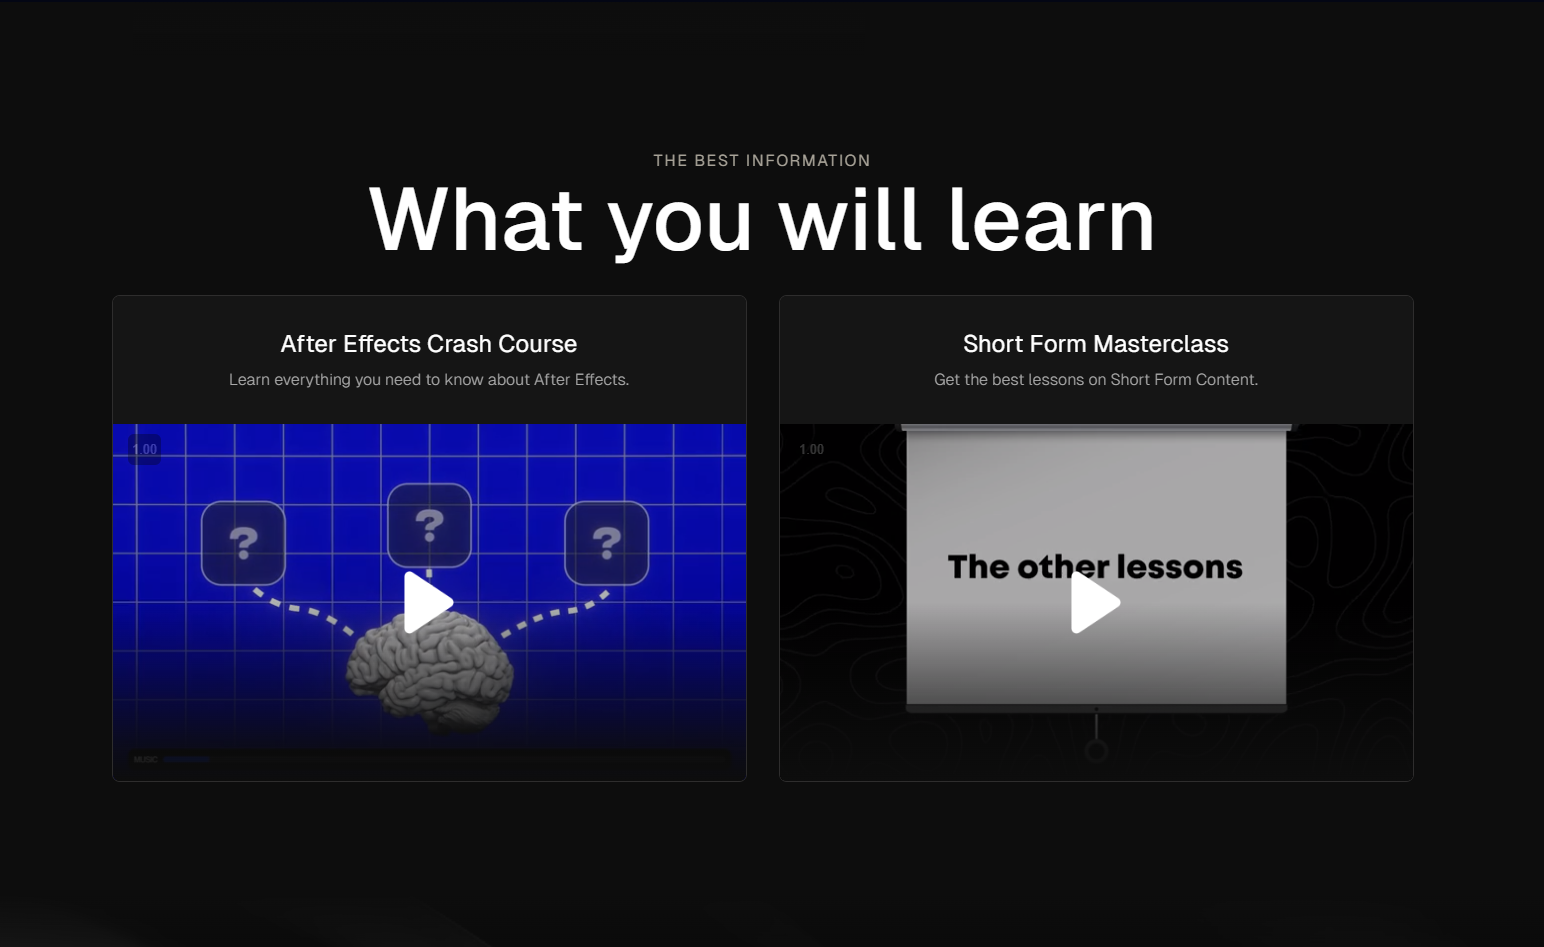 THE BEST INFORMATION
What you will learn
After Effects Crash Course
Learn everything you need to know about After Effects.
Short Form Masterclass
Get the best lessons on Short Form Content.
1.00
?
?
?
MUSIC
1.00
The other lessons